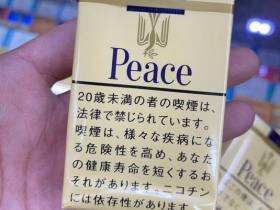 Peace
20歳未満の者の喫煙は、
法律で禁じられています。
喫煙は、様々な疾病にな
る危険性を高め、あなた
の健康寿命を短くするお
それがあります。ニコチン
には依存性があります。